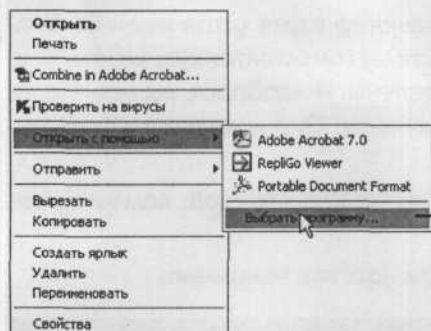 Открыть
Печать
Combine in Adobe Acrobat...
Проверить на вирусы
Открыть с помощью
Adobe Acrobat 7.0
RepliGo Viewer
Portable Document Format
Выбрать программу...
Отправить
Вырезать
Копировать
Создать ярлык
Удалить
Переименовать
Свойства